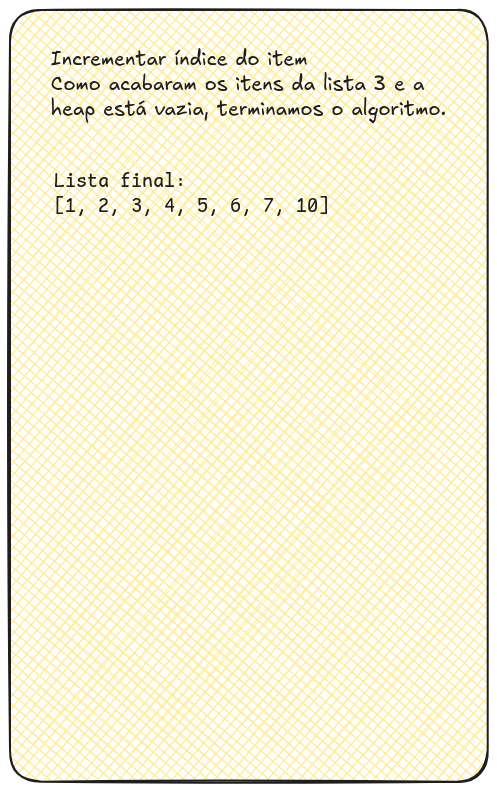 Incrementar índice do item
Como acabaram os itens da lista 3 e a
heap está vazia, terminamos o algoritmo.
Lista final:
[1, 2, 3, 4, 5, 6, 7, 10]